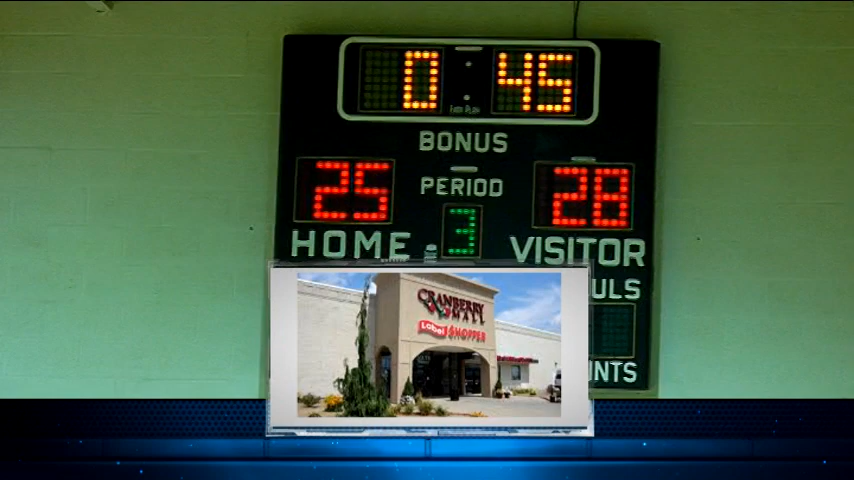 0:45
BONUS
25 PERIOD 28
3
HOME VISITOR
ULS
CRANBERRY
MALL
Label SHOPPER
INTS